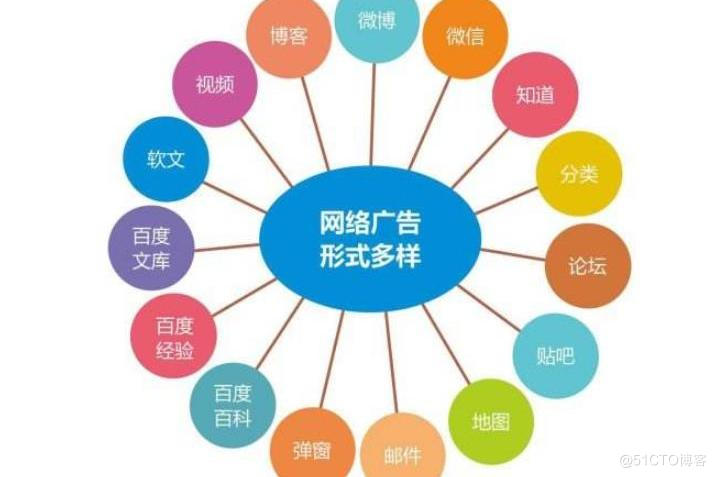 网络广告
形式多样
微博
微信
知道
分类
论坛
贴吧
地图
邮件
弹窗
百度
百科
百度
经验
百度
文库
软文
视频
博客
@51CTO博客